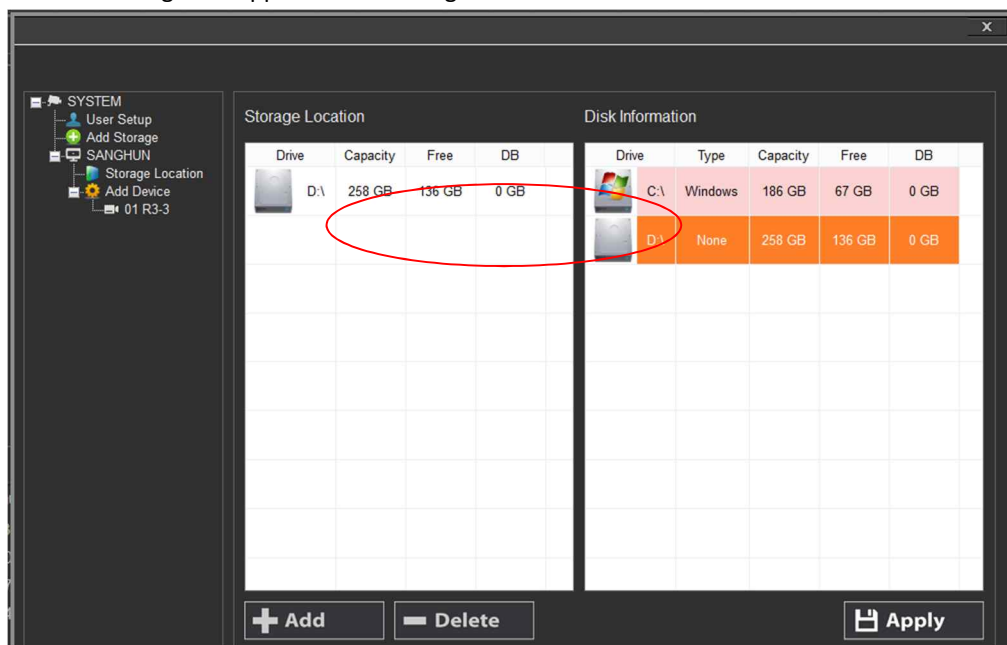 X
SYSTEM
User Setup
Add Storage
SANGHUN
Storage Location
Add Device
01 R3-3
Storage Location
Drive Capacity Free DB
D:\ 258 GB 136 GB 0 GB
Add
Delete
Disk Information
Drive Type Capacity Free DB
C:\ Windows 186 GB 67 GB 0 GB
D:\ None 258 GB 136 GB 0 GB
Apply